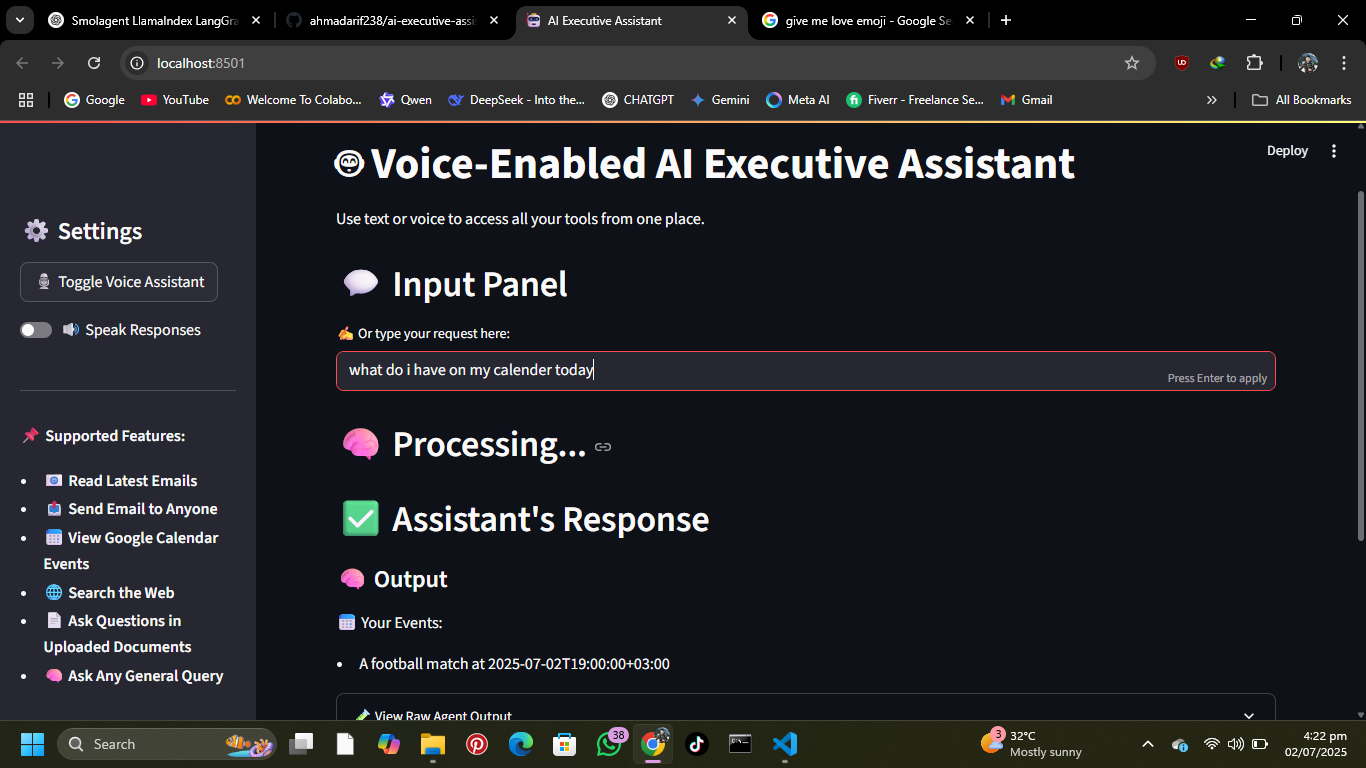 Smolagent LlamaIndex LangGra
ahmadarif238/ai-executive-assi
AI Executive Assistant
give me love emoji - Google Se
localhost:8501
Google
YouTube
Welcome To Colabo...
Qwen
DeepSeek - Into the...
CHATGPT
Gemini
Meta AI
Fiverr - Freelance Se...
Gmail
All Bookmarks
Deploy
Settings
Toggle Voice Assistant
Speak Responses
Supported Features:
Read Latest Emails
Send Email to Anyone
View Google Calendar
Events
Search the Web
Ask Questions in
Uploaded Documents
Ask Any General Query
Voice-Enabled AI Executive Assistant
Use text or voice to access all your tools from one place.
Input Panel
Or type your request here:
what do i have on my calender today
Press Enter to apply
Processing...
Assistant's Response
Output
Your Events:
A football match at 2025-07-02T19:00:00+03:00
View Raw Agent Output
Search
38
3
32°C
Mostly sunny
4:22 pm
02/07/2025